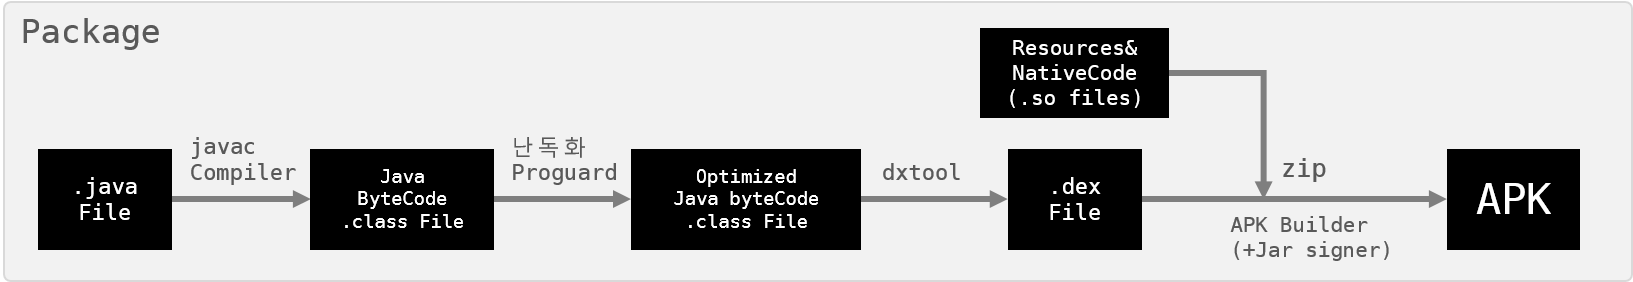 Package
Resources&
NativeCode
(.so files)
.java
File
javac
Compiler
Java
ByteCode
.class File
난독화
Proguard
Optimized
Java byteCode
.class File
dxtool
.dex
File
zip
APK Builder
(+Jar signer)
APK